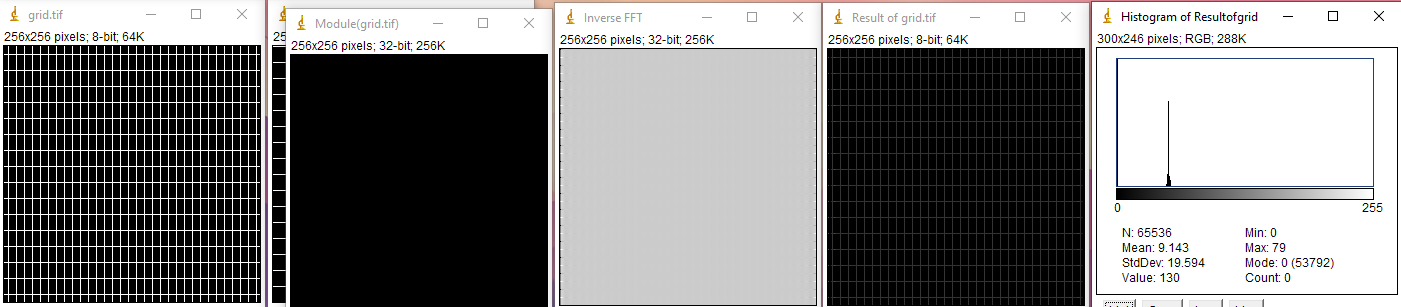 grid.tif
256x256 pixels; 8-bit; 64K
Module(grid.tif)
256x256 pixels; 32-bit; 256K
Inverse FFT
256x256 pixels; 32-bit; 256K
Result of grid.tif
256x256 pixels; 8-bit; 64K
Histogram of Resultofgrid
300x246 pixels; RGB; 288K
0 255
N: 65536 Min: 0
Mean: 9.143 Max: 79
StdDev: 19.594 Mode: 0 (53792)
Value: 130 Count: 0